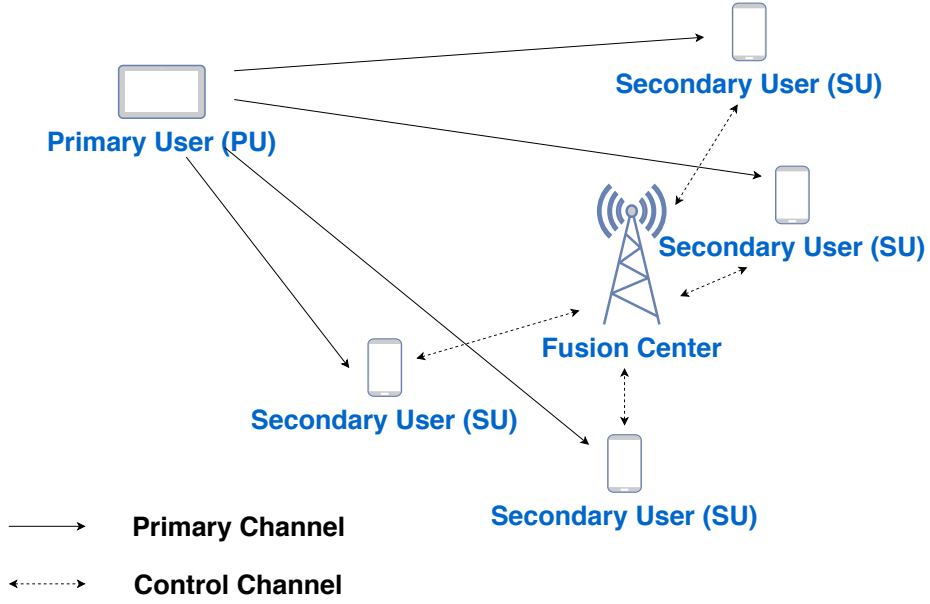 Secondary User (SU)
Primary User (PU)
Secondary User (SU)
Fusion Center
Secondary User (SU)
Secondary User (SU)
Primary Channel
Control Channel